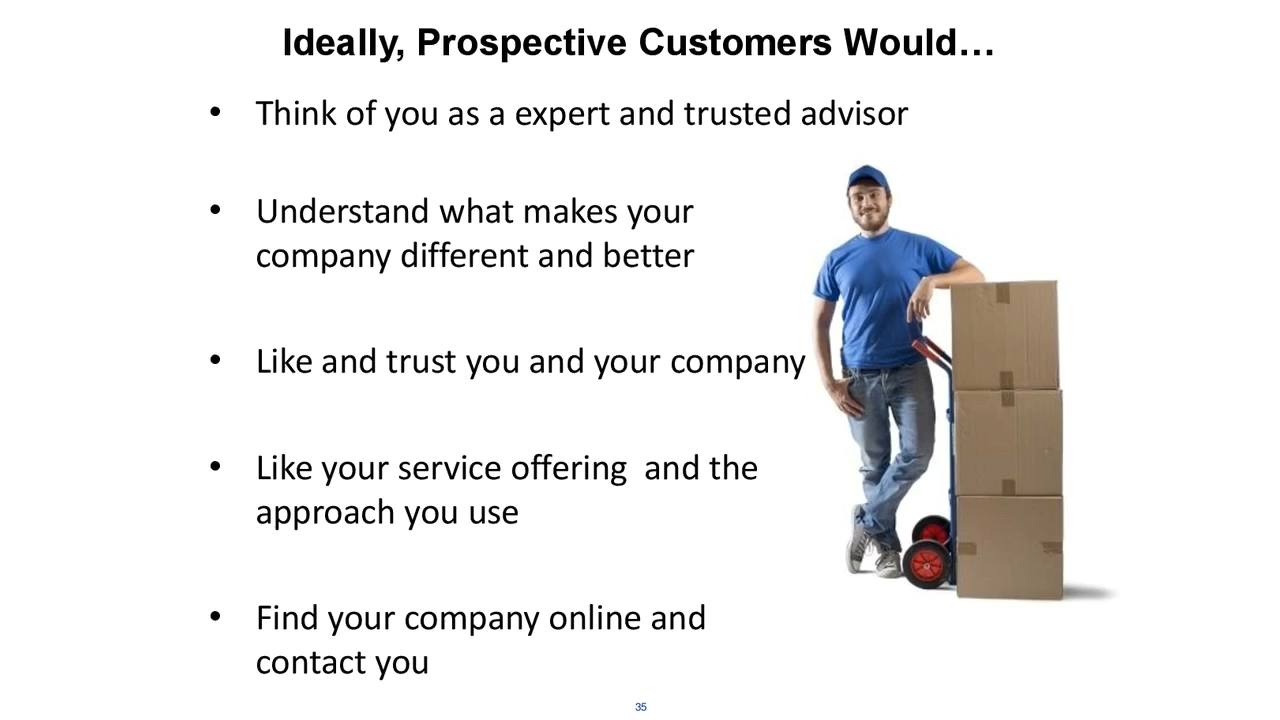 Ideally, Prospective Customers Would…
• Think of you as a expert and trusted advisor
• Understand what makes your
company different and better
• Like and trust you and your company
• Like your service offering  and the
approach you use
• Find your company online and
contact you
35